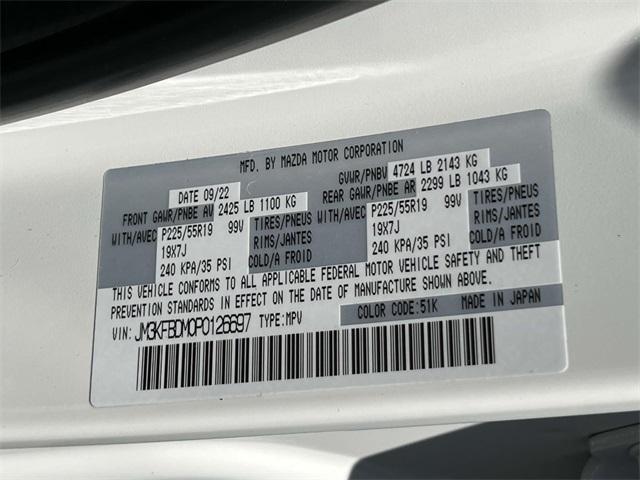 MFD. BY MAZDA MOTOR CORPORATION
DATE 09/22 GVWR/PNBV 4724 LB 2143 KG
FRONT GAWR/PNBE AV 2425 LB 1100 KG REAR GAWR/PNBE AR 2299 LB 1043 KG
WITH/AVEC P225/55R19 99V TIRES/PNEUS WITH/AVEC P225/55R19 99V TIRES/PNEUS
19X7J RIMS/JANTES 19X7J RIMS/JANTES
240 KPA/35 PSI COLD/A FROID 240 KPA/35 PSI COLD/A FROID
THIS VEHICLE CONFORMS TO ALL APPLICABLE FEDERAL MOTOR VEHICLE SAFETY AND THEFT
PREVENTION STANDARDS IN EFFECT ON THE DATE OF MANUFACTURE SHOWN ABOVE.
VIN: JM3KFBDM0P0126697 TYPE: MPV COLOR CODE: 51K MADE IN JAPAN